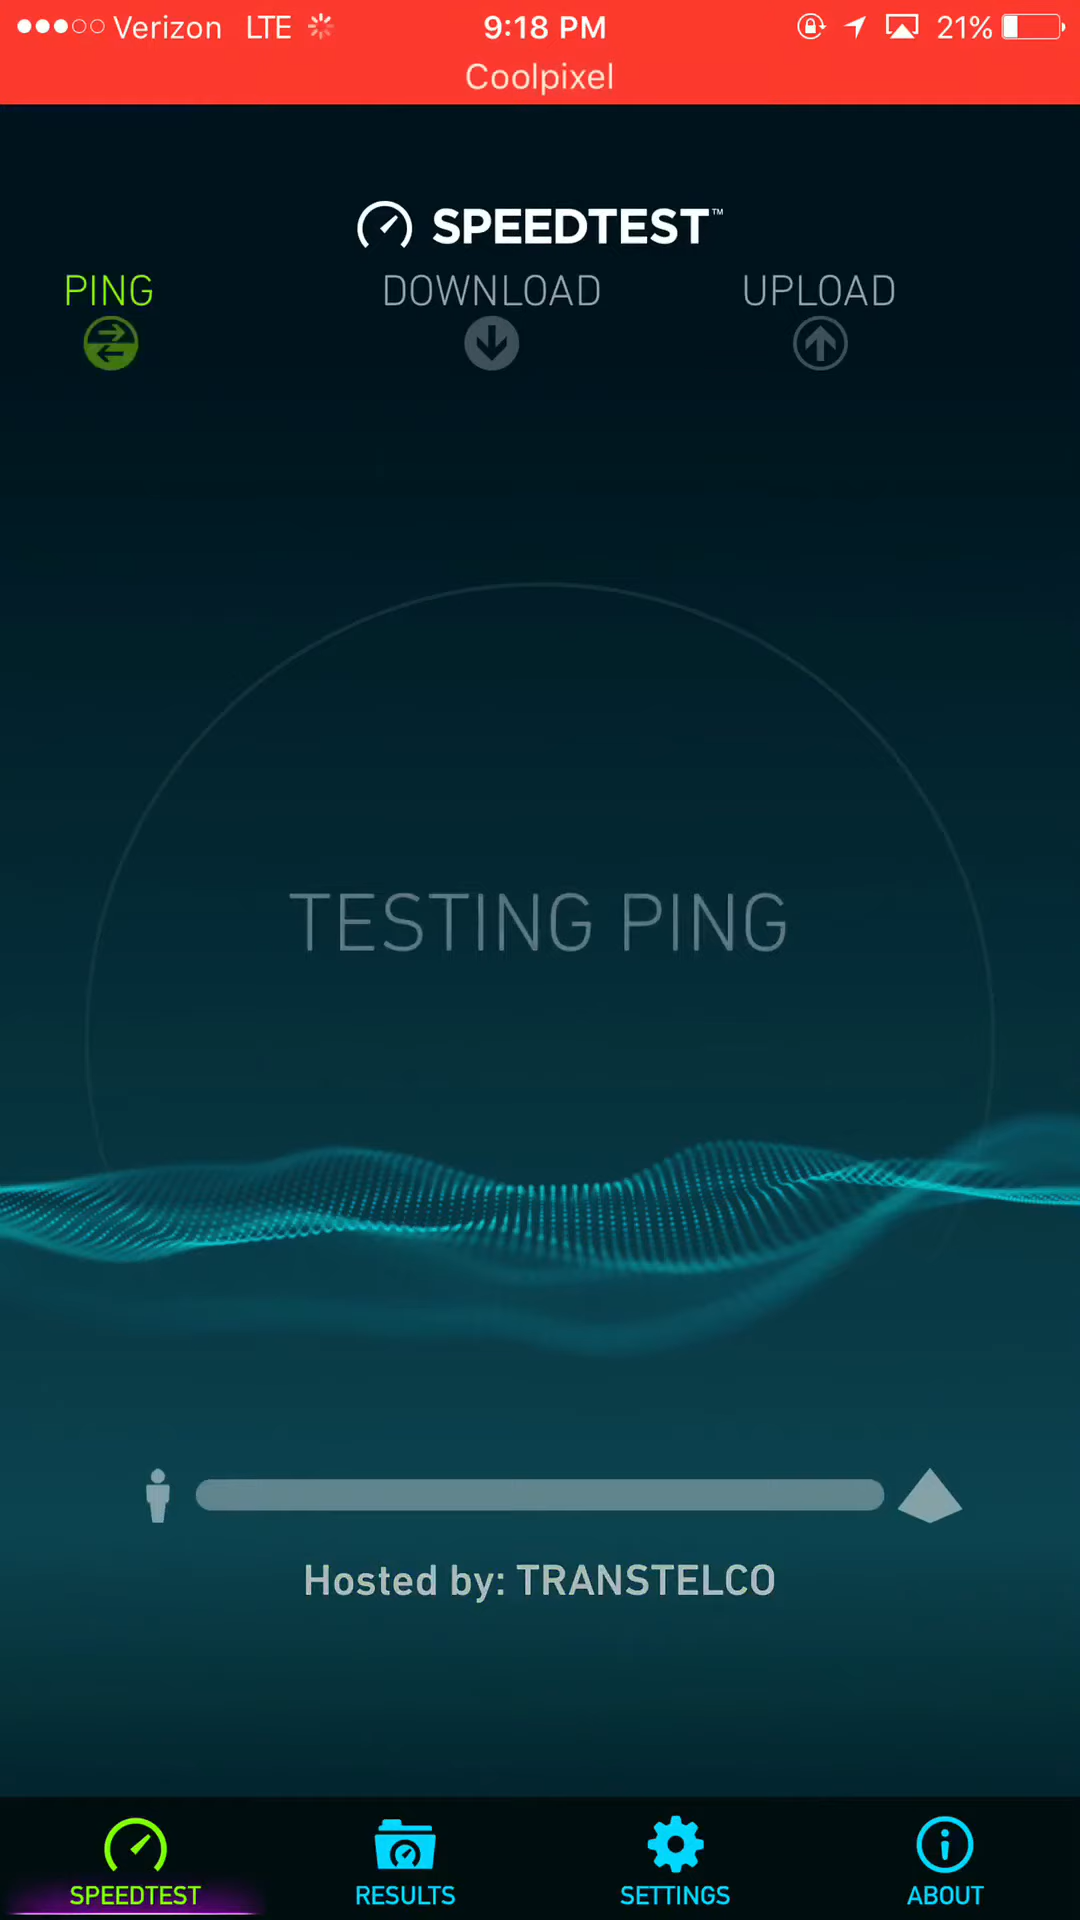 Verizon LTE 9:18 PM 21%
Coolpixel
SPEEDTEST™
PING DOWNLOAD UPLOAD
TESTING PING
Hosted by: TRANSTELCO
SPEEDTEST RESULTS SETTINGS ABOUT